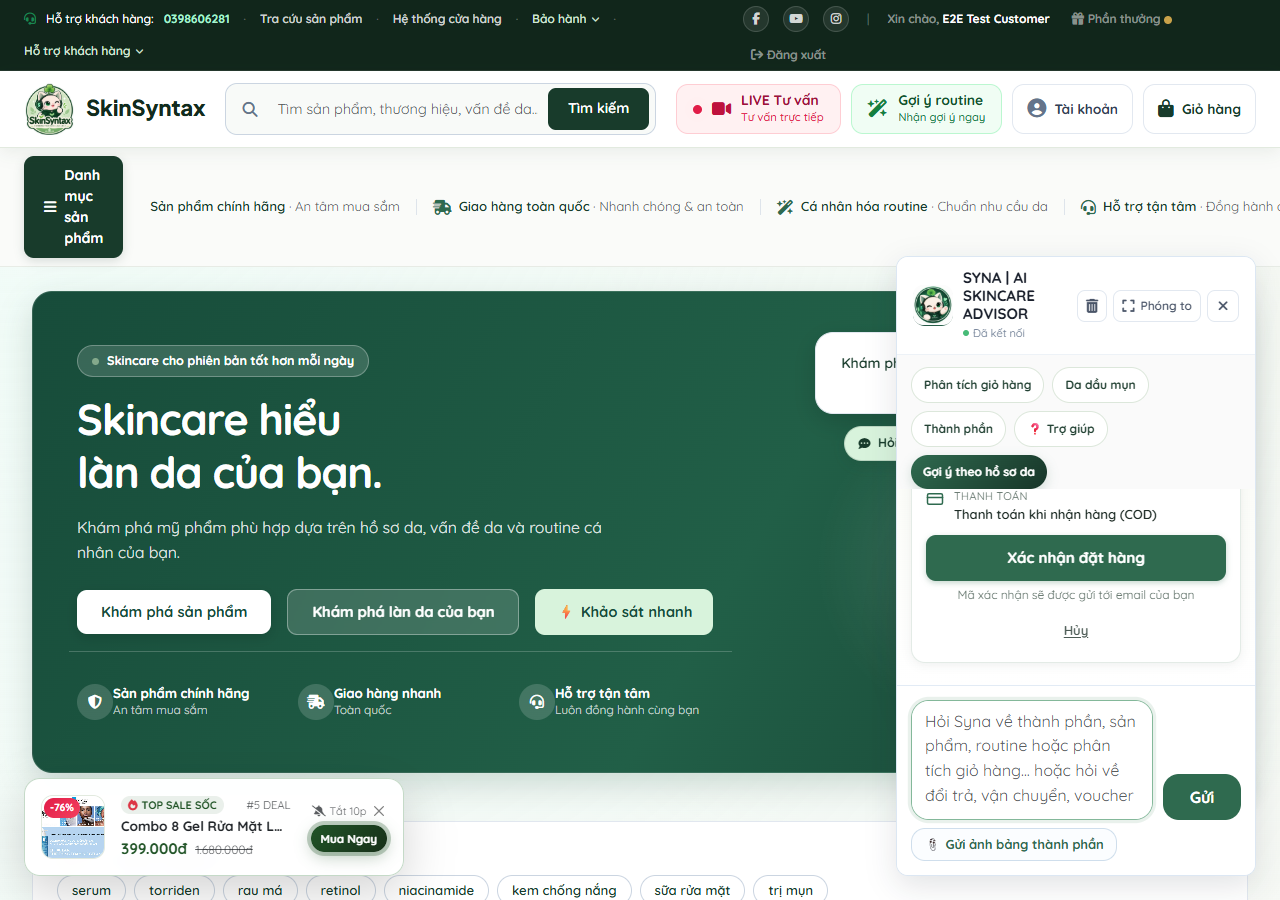 Hỗ trợ khách hàng: 0398606281 · Tra cứu sản phẩm · Hệ thống cửa hàng · Bảo hành ·
Xin chào, E2E Test Customer Phần thưởng
Hỗ trợ khách hàng
Đăng xuất
SkinSyntax
Tìm sản phẩm, thương hiệu, vấn đề da..
Tìm kiếm
LIVE Tư vấn
Tư vấn trực tiếp
Gợi ý routine
Nhận gợi ý ngay
Tài khoản
Giỏ hàng
Danh
mục
sản
phẩm
Sản phẩm chính hãng · An tâm mua sắm
Giao hàng toàn quốc · Nhanh chóng & an toàn
Cá nhân hóa routine · Chuẩn nhu cầu da
Hỗ trợ tận tâm · Đồng hành
Skincare cho phiên bản tốt hơn mỗi ngày
Skincare hiểu
làn da của bạn.
Khám phá mỹ phẩm phù hợp dựa trên hồ sơ da, vấn đề da và routine cá
nhân của bạn.
Khám phá sản phẩm
Khám phá làn da của bạn
Khảo sát nhanh
Sản phẩm chính hãng
An tâm mua sắm
Giao hàng nhanh
Toàn quốc
Hỗ trợ tận tâm
Luôn đồng hành cùng bạn
Khám
SYNA | AI
SKINCARE
ADVISOR
Đã kết nối
Phóng to
Phân tích giỏ hàng
Da dầu mụn
Thành phần
Trợ giúp
Gợi ý theo hồ sơ da
THANH TOÁN
Thanh toán khi nhận hàng (COD)
Xác nhận đặt hàng
Mã xác nhận sẽ được gửi tới email của bạn
Hủy
Hỏi Syna về thành phần, sản
phẩm, routine hoặc phân
tích giỏ hàng... hoặc hỏi về
đổi trả, vận chuyển, voucher
Gửi
Gửi ảnh bảng thành phần
-76%
TOP SALE SỐC
#5 DEAL
Tắt 10p
Combo 8 Gel Rửa Mặt L...
399.000đ 1.680.000đ
Mua Ngay
serum
torriden
rau má
retinol
niacinamide
kem chống nắng
sữa rửa mặt
trị mụn